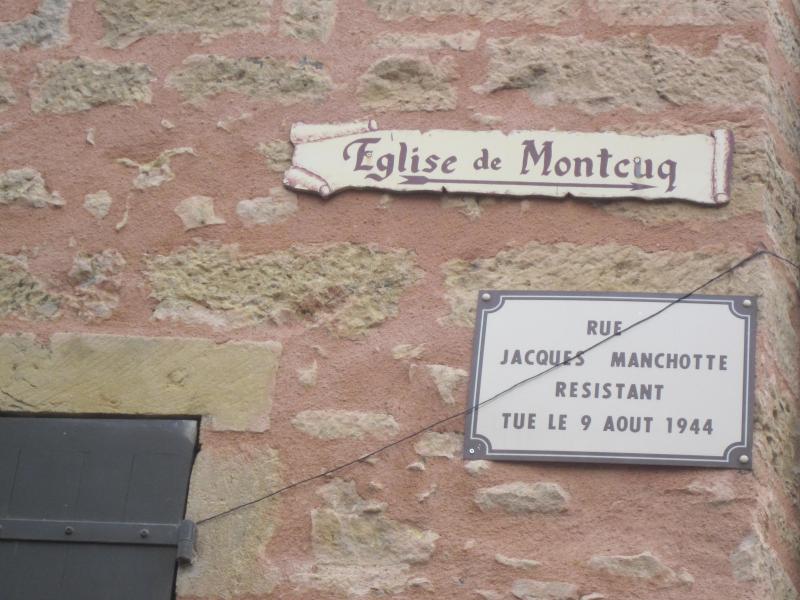 Eglise de Montcuq
RUE
JACQUES MANCHOTTE
RESISTANT
TUE LE 9 AOUT 1944